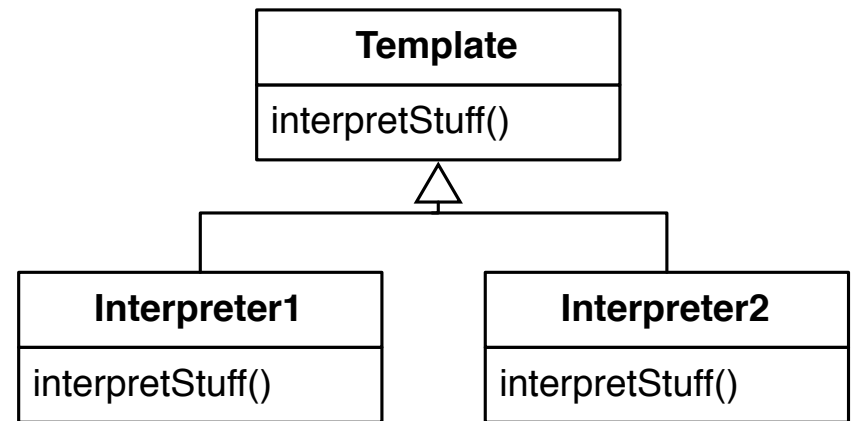 Template
interpretStuff()
Interpreter1
interpretStuff()
Interpreter2
interpretStuff()